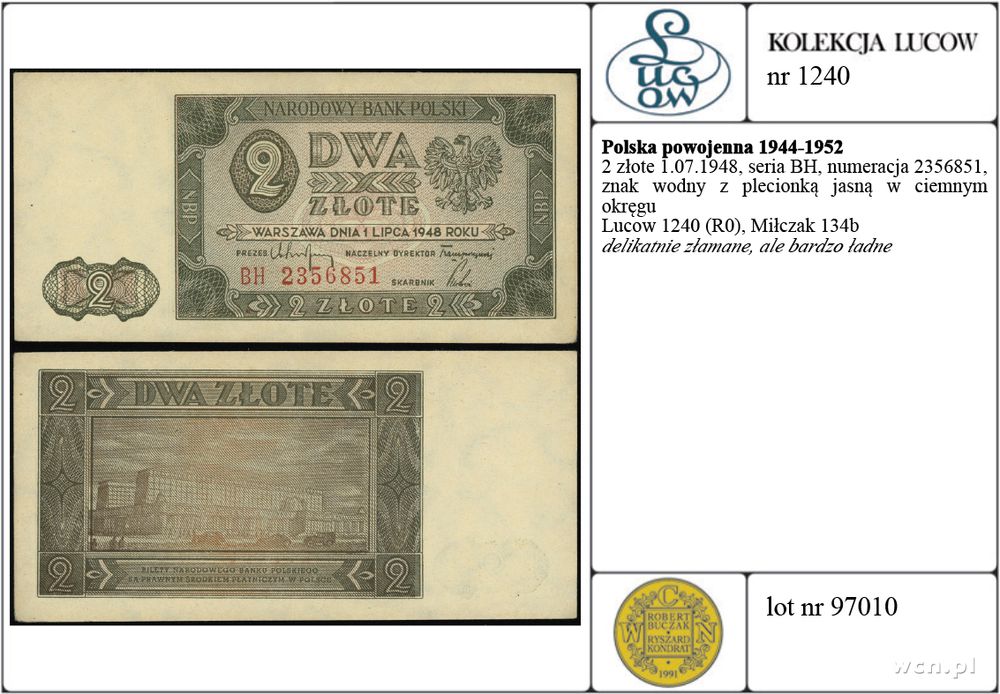 NARODOWY BANK POLSKI
2
DWA
ZŁOTE
NBP
NBP
WARSZAWA DNIA 1 LIPCA 1948 ROKU
PREZES NACZELNY DYREKTOR
BH 2356851 SKARBNIK
2
2 ZŁOTE 2
2 DWA ZŁOTE 2
BILETY NARODOWEGO BANKU POLSKIEGO
SĄ PRAWNYM ŚRODKIEM PŁATNICZYM W POLSCE
2 2
Lucow
KOLEKCJA LUCOW
nr 1240
Polska powojenna 1944-1952
2 złote 1.07.1948, seria BH, numeracja 2356851,
znak wodny z plecionką jasną w ciemnym
okręgu
Lucow 1240 (R0), Miłczak 134b
delikatnie złamane, ale bardzo ładne
W C N
ROBERT
BUCZAK
RYSZARD
KONDRAT
1991
lot nr 97010
wcn.pl